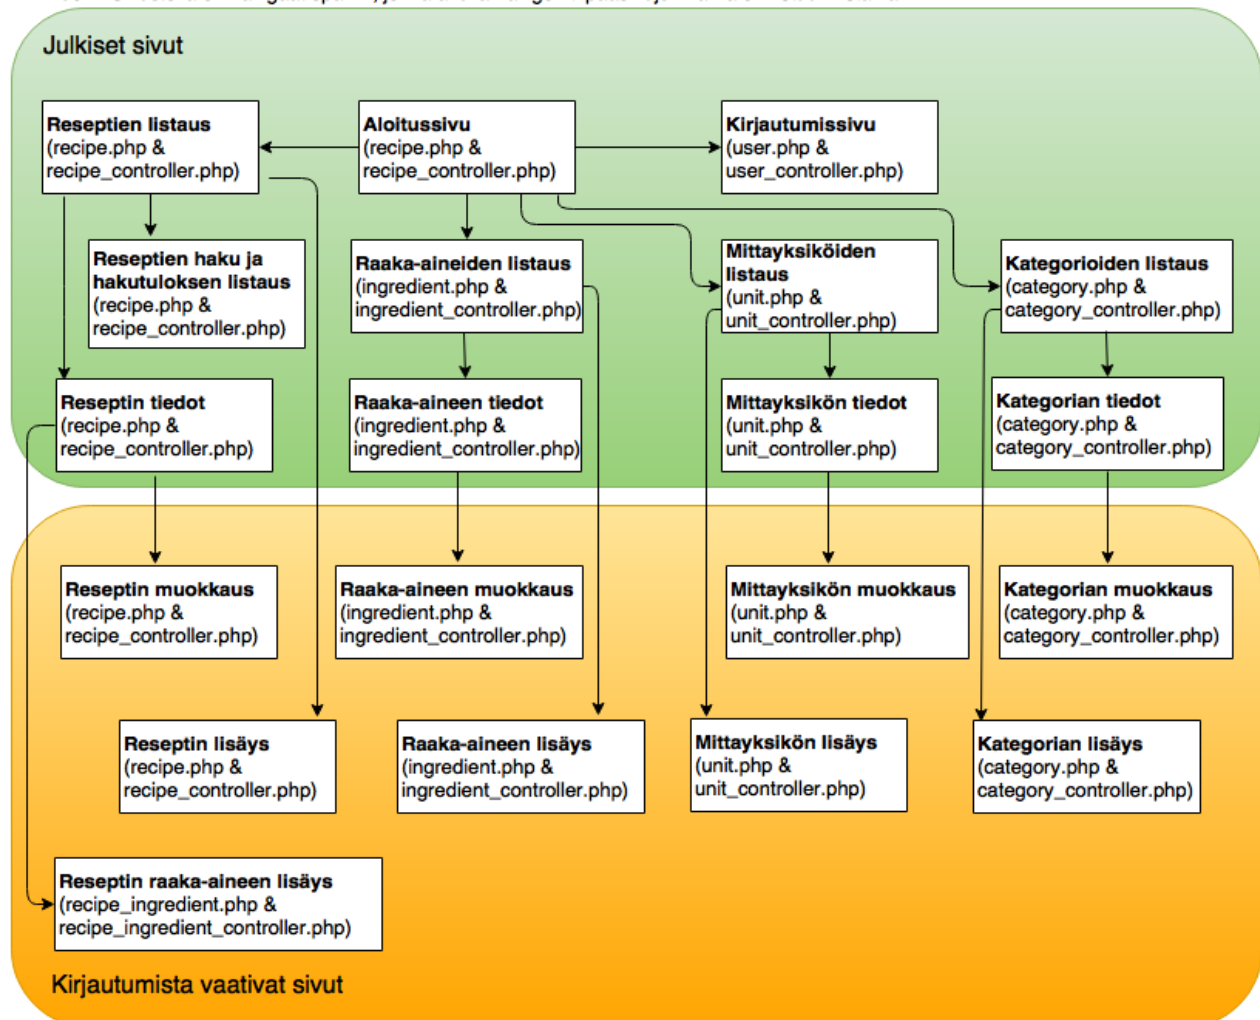 Julkiset sivut
Reseptien listaus
(recipe.php &
recipe_controller.php)
Aloitussivu
(recipe.php &
recipe_controller.php)
Kirjautumissivu
(user.php &
user_controller.php)
Reseptien haku ja
hakutuloksen listaus
(recipe.php &
recipe_controller.php)
Raaka-aineiden listaus
(ingredient.php &
ingredient_controller.php)
Mittayksiköiden
listaus
(unit.php &
unit_controller.php)
Kategorioiden listaus
(category.php &
category_controller.php)
Reseptin tiedot
(recipe.php &
recipe_controller.php)
Raaka-aineen tiedot
(ingredient.php &
ingredient_controller.php)
Mittayksikön tiedot
(unit.php &
unit_controller.php)
Kategorian tiedot
(category.php &
category_controller.php)
Reseptin muokkaus
(recipe.php &
recipe_controller.php)
Raaka-aineen muokkaus
(ingredient.php &
ingredient_controller.php)
Mittayksikön muokkaus
(unit.php &
unit_controller.php)
Kategorian muokkaus
(category.php &
category_controller.php)
Reseptin lisäys
(recipe.php &
recipe_controller.php)
Raaka-aineen lisäys
(ingredient.php &
ingredient_controller.php)
Mittayksikön lisäys
(unit.php &
unit_controller.php)
Kategorian lisäys
(category.php &
category_controller.php)
Reseptin raaka-aineen lisäys
(recipe_ingredient.php &
recipe_ingredient_controller.php)
Kirjautumista vaativat sivut